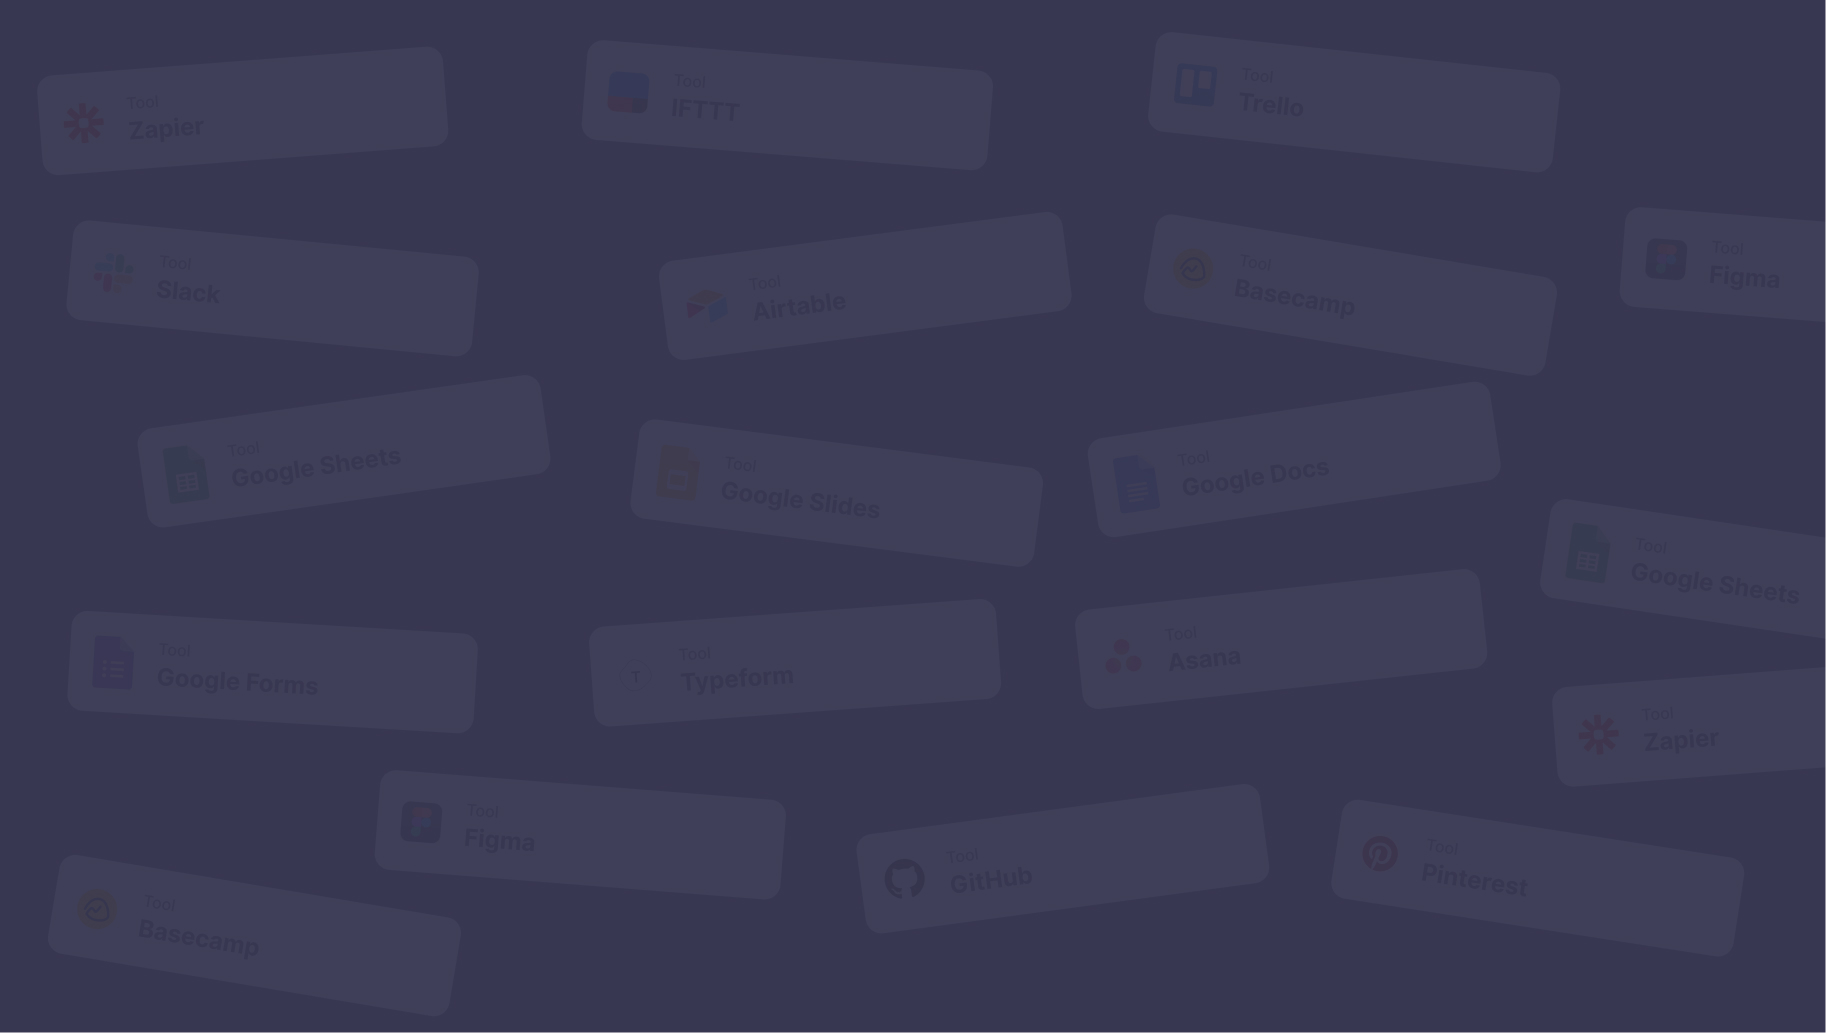 Tool
Zapier
Tool
IFTTT
Tool
Trello
Tool
Slack
Tool
Airtable
Tool
Basecamp
Tool
Figma
Tool
Google Sheets
Tool
Google Slides
Tool
Google Docs
Tool
Google Sheets
Tool
Google Forms
T
Tool
Typeform
Tool
Asana
Tool
Zapier
Tool
Figma
Tool
GitHub
Tool
Pinterest
Tool
Basecamp